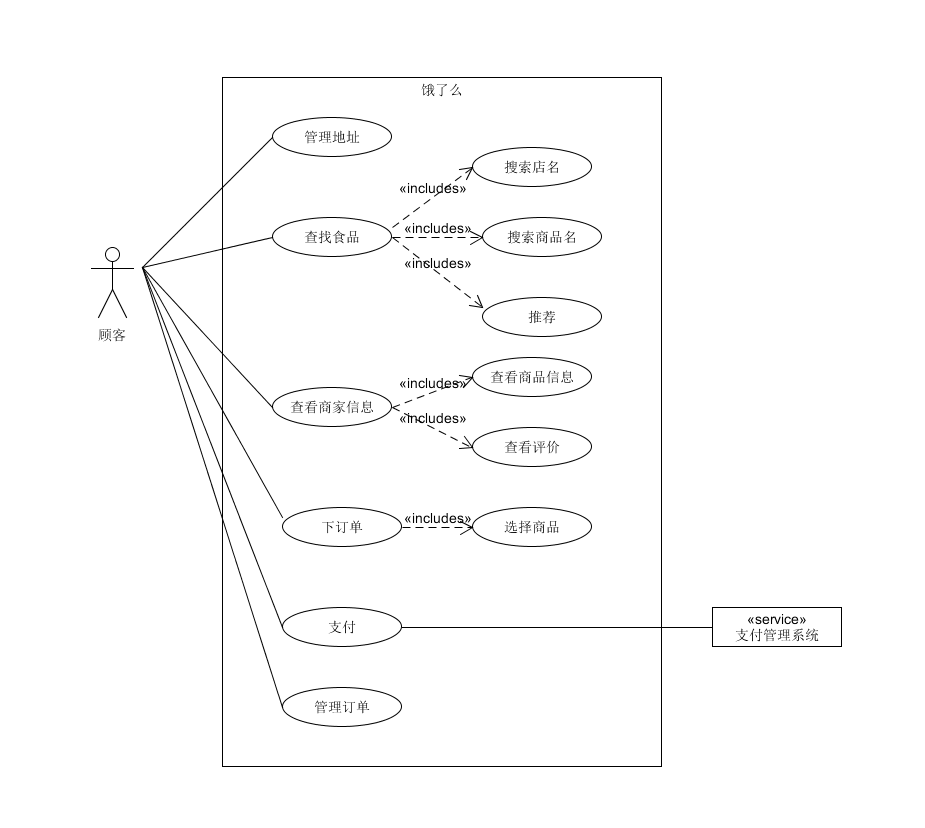 饿了么
管理地址
搜索店名
«includes»
查找食品
«includes»
搜索商品名
«includes»
推荐
顾客
查看商品信息
«includes»
查看商家信息
«includes»
查看评价
下订单
«includes»
选择商品
支付
«service»
支付管理系统
管理订单